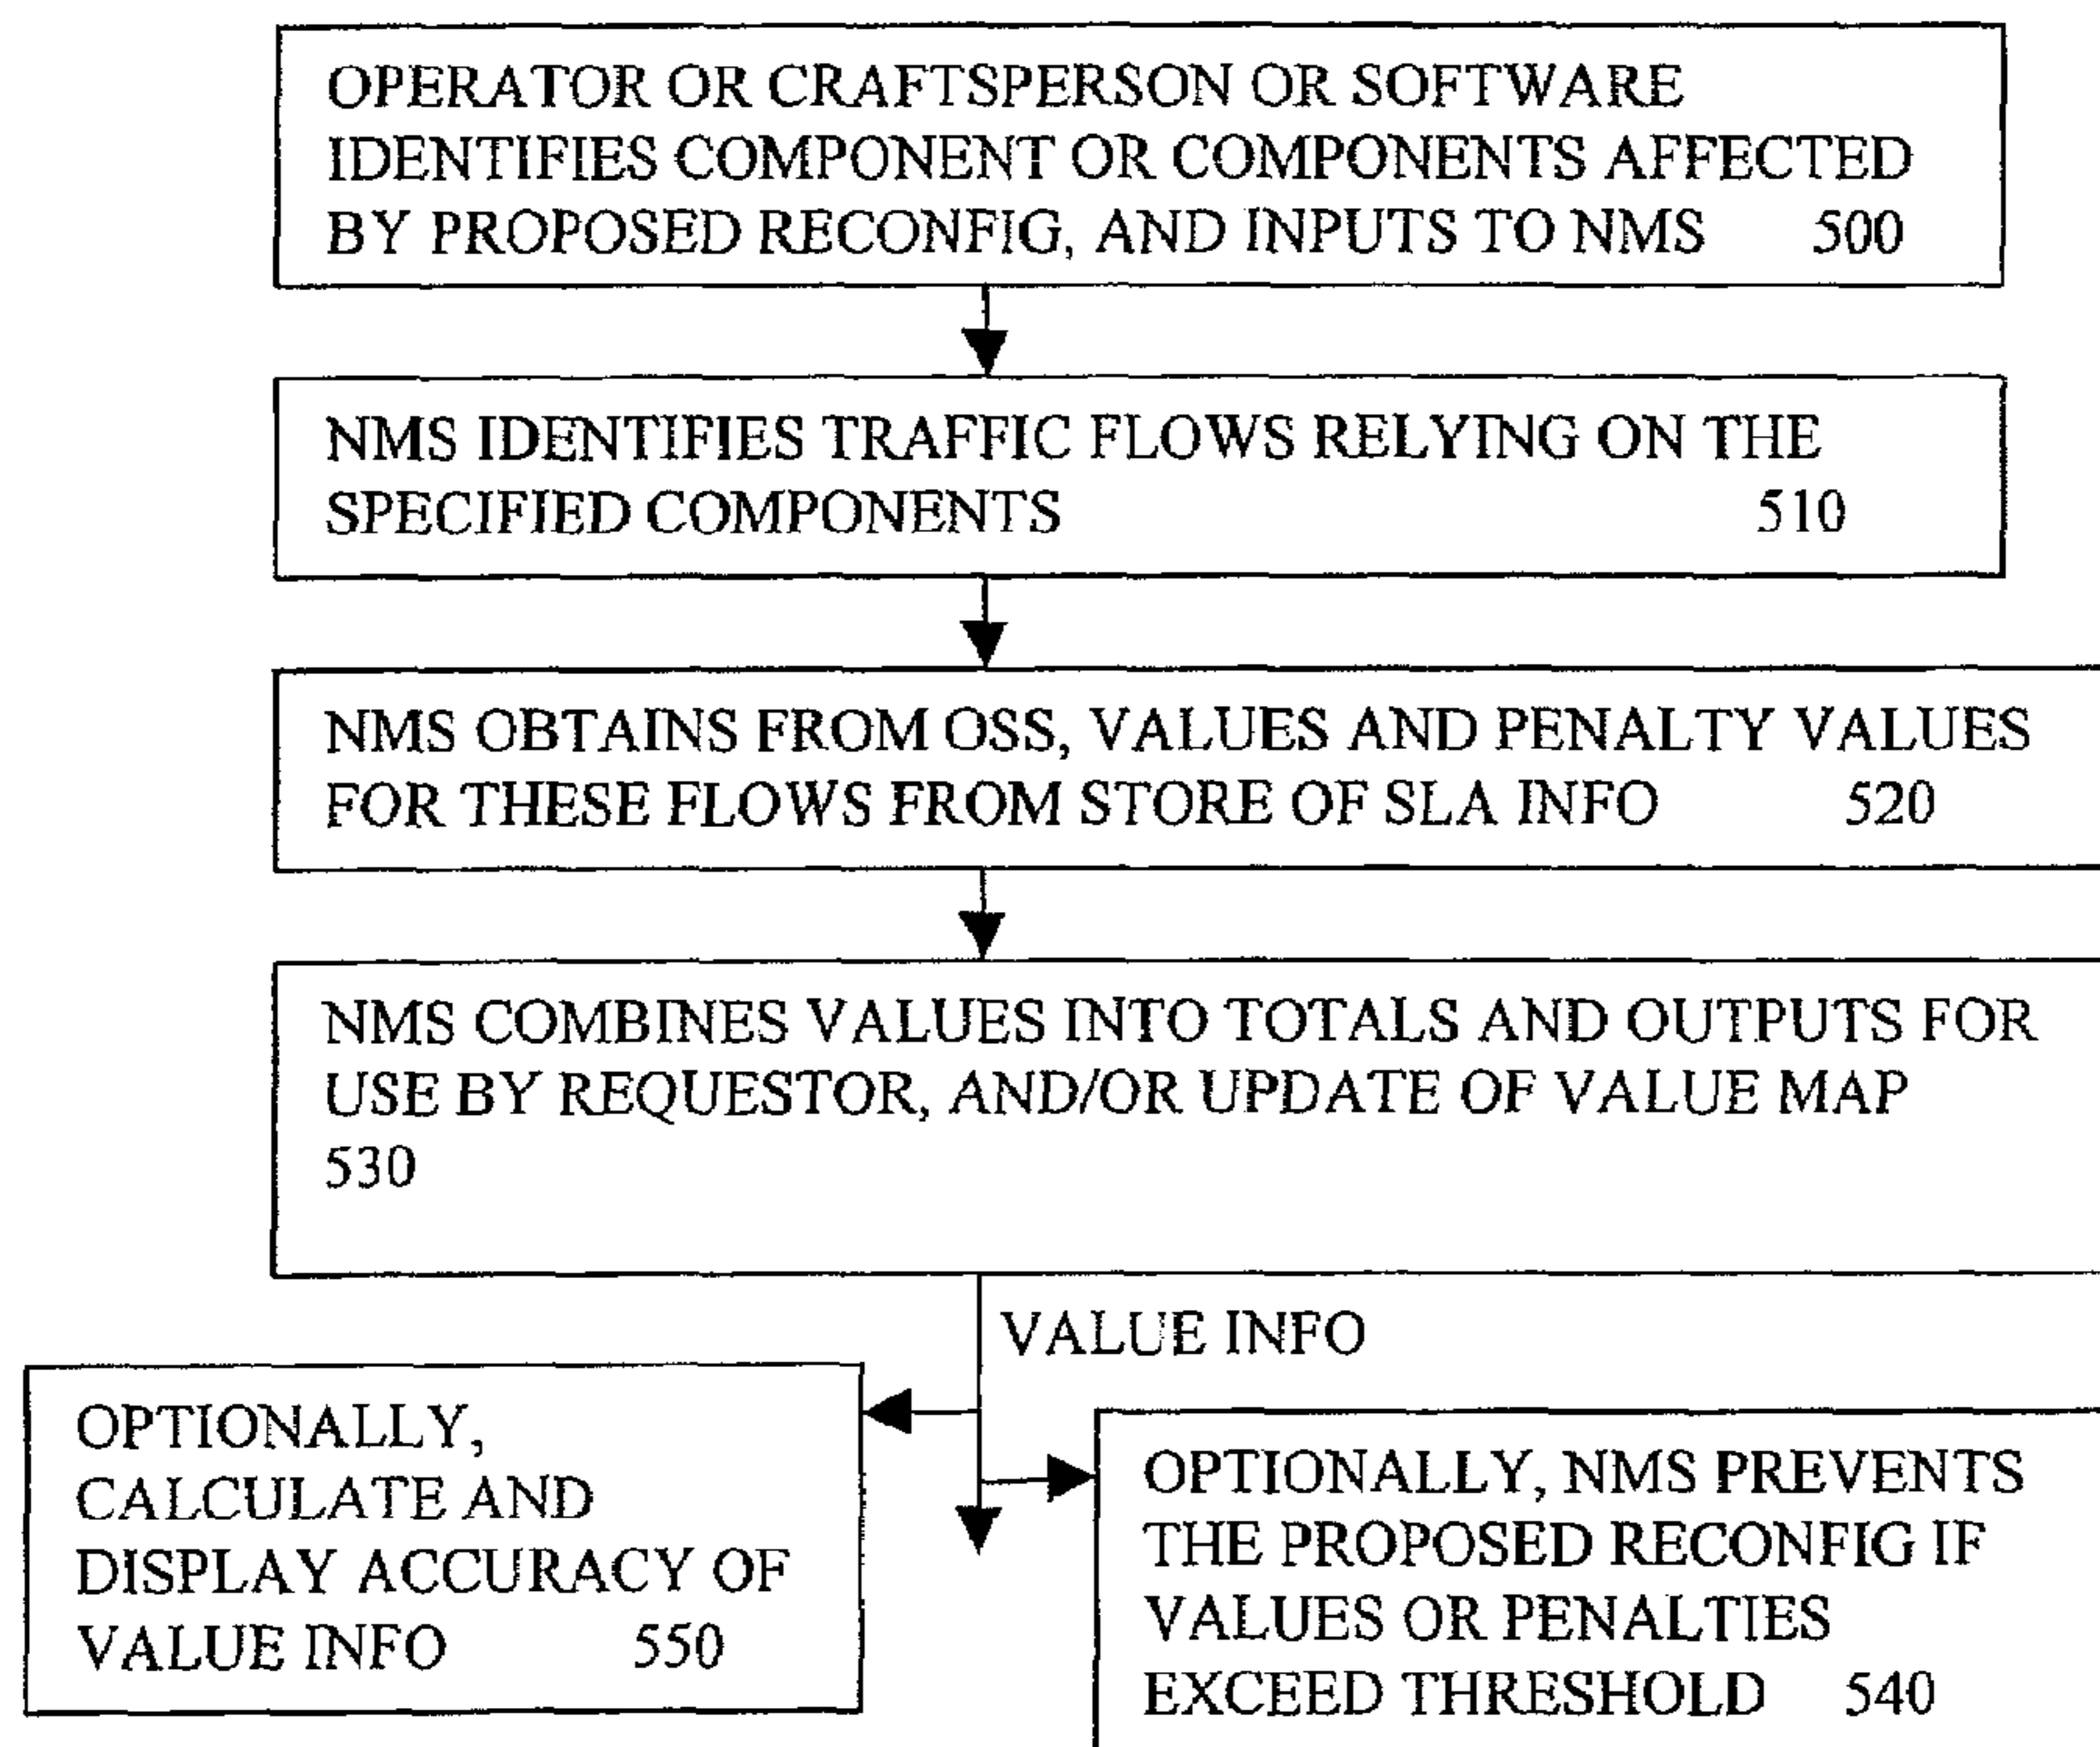 OPERATOR OR CRAFTSPERSON OR SOFTWARE
IDENTIFIES COMPONENT OR COMPONENTS AFFECTED
BY PROPOSED RECONFIG, AND INPUTS TO NMS 500
NMS IDENTIFIES TRAFFIC FLOWS RELYING ON THE
SPECIFIED COMPONENTS 510
NMS OBTAINS FROM OSS, VALUES AND PENALTY VALUES
FOR THESE FLOWS FROM STORE OF SLA INFO 520
NMS COMBINES VALUES INTO TOTALS AND OUTPUTS FOR
USE BY REQUESTOR, AND/OR UPDATE OF VALUE MAP
530
VALUE INFO
OPTIONALLY,
CALCULATE AND
DISPLAY ACCURACY OF
VALUE INFO 550
OPTIONALLY, NMS PREVENTS
THE PROPOSED RECONFIG IF
VALUES OR PENALTIES
EXCEED THRESHOLD 540